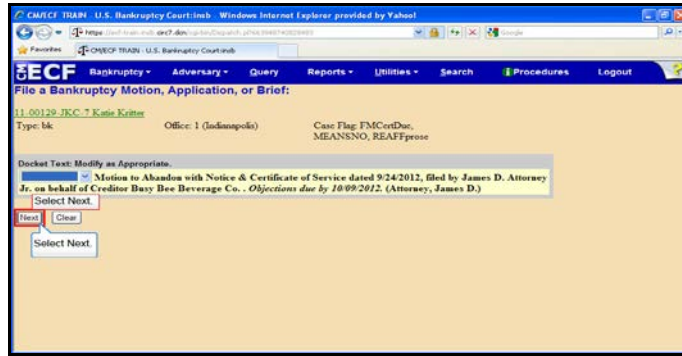 CM/ECF TRAIN - U.S. Bankruptcy Court:insb - Windows Internet Explorer provided by Yahoo!
Google
Favorites CM/ECF TRAIN - U.S. Bankruptcy Court:insb
ECF Bankruptcy Adversary Query Reports Utilities Search Procedures Logout
File a Bankruptcy Motion, Application, or Brief:
11-00129-JKC-7 Katie Kritter
Type: bk Office: 1 (Indianapolis) Case Flag: FMCertDue,
MEANSNO, REAFFprose
Docket Text: Modify as Appropriate.
Motion to Abandon with Notice & Certificate of Service dated 9/24/2012, filed by James D. Attorney
Jr. on behalf of Creditor Busy Bee Beverage Co. . Objections due by 10/09/2012. (Attorney, James D.)
Select Next.
Next Clear
Select Next.